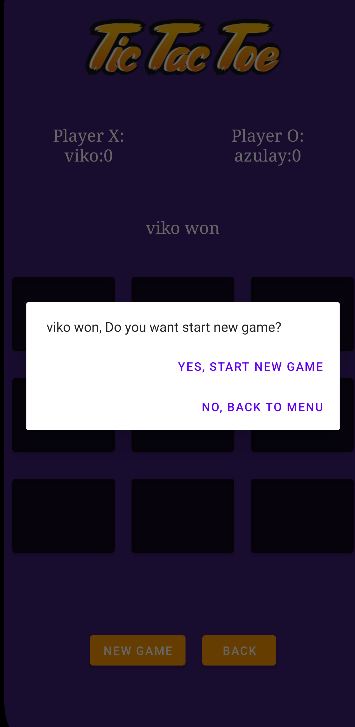 Tic Tac Toe
Player X:
viko:0
Player O:
azulay:0
viko won
viko won, Do you want start new game?
YES, START NEW GAME
NO, BACK TO MENU
NEW GAME
BACK